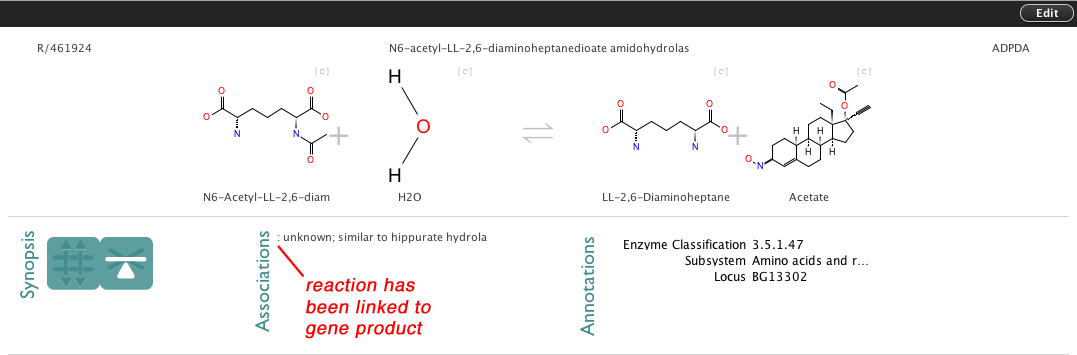 Edit
R/461924 N6-acetyl-LL-2,6-diaminoheptanedioate amidohydrolas ADPDA
[c] [c] [c] [c]
O O O O N N O
H O H
O O O O N N
O O O N H H H H
N6-Acetyl-LL-2,6-diam H2O LL-2,6-Diaminoheptane Acetate
Synopsis
Associations
: unknown; similar to hippurate hydrola
reaction has
been linked to
gene product
Annotations
Enzyme Classification 3.5.1.47
Subsystem Amino acids and r...
Locus BG13302